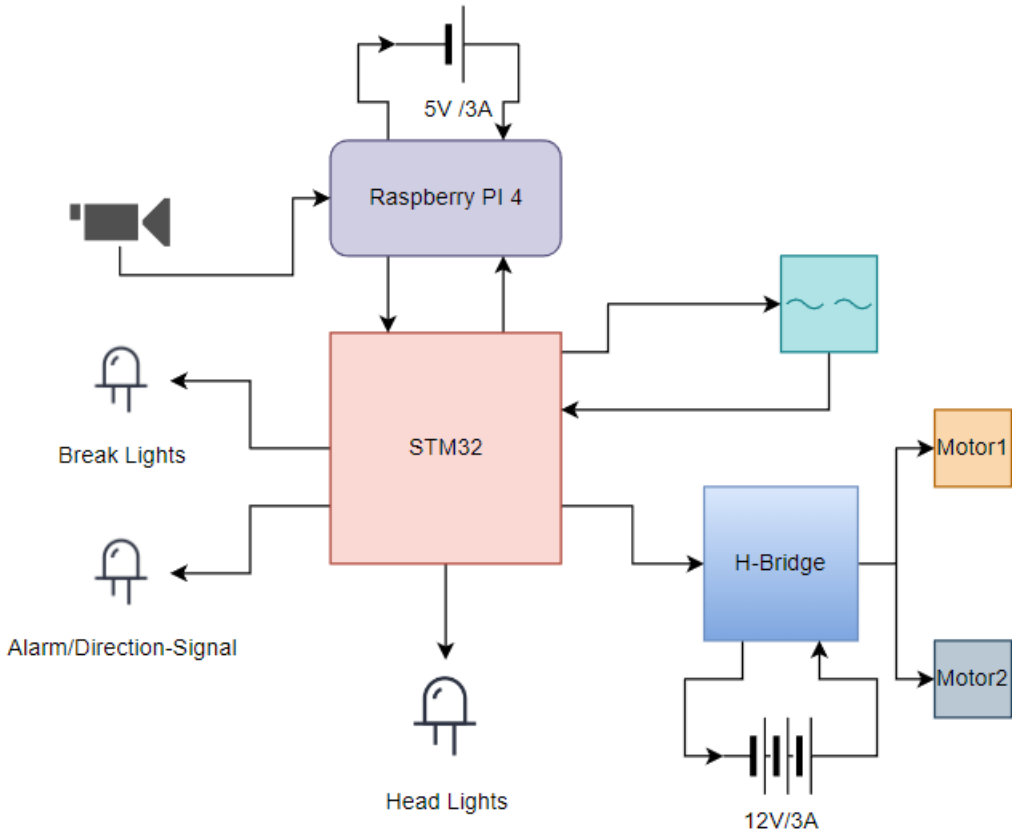 5V /3A
Raspberry PI 4
Break Lights
STM32
Motor1
H-Bridge
Alarm/Direction-Signal
Motor2
Head Lights
12V/3A